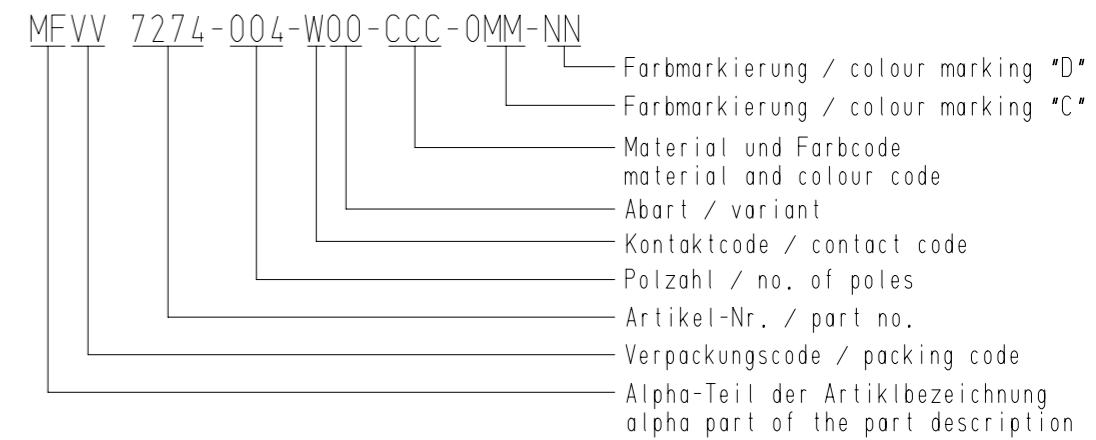 MFVV 7274-004-W00-CCC-0MM-NN
Farbmarkierung / colour marking "D"
Farbmarkierung / colour marking "C"
Material und Farbcode
material and colour code
Abart / variant
Kontaktcode / contact code
Polzahl / no. of poles
Artikel-Nr. / part no.
Verpackungscode / packing code
Alpha-Teil der Artiklbezeichnung
alpha part of the part description